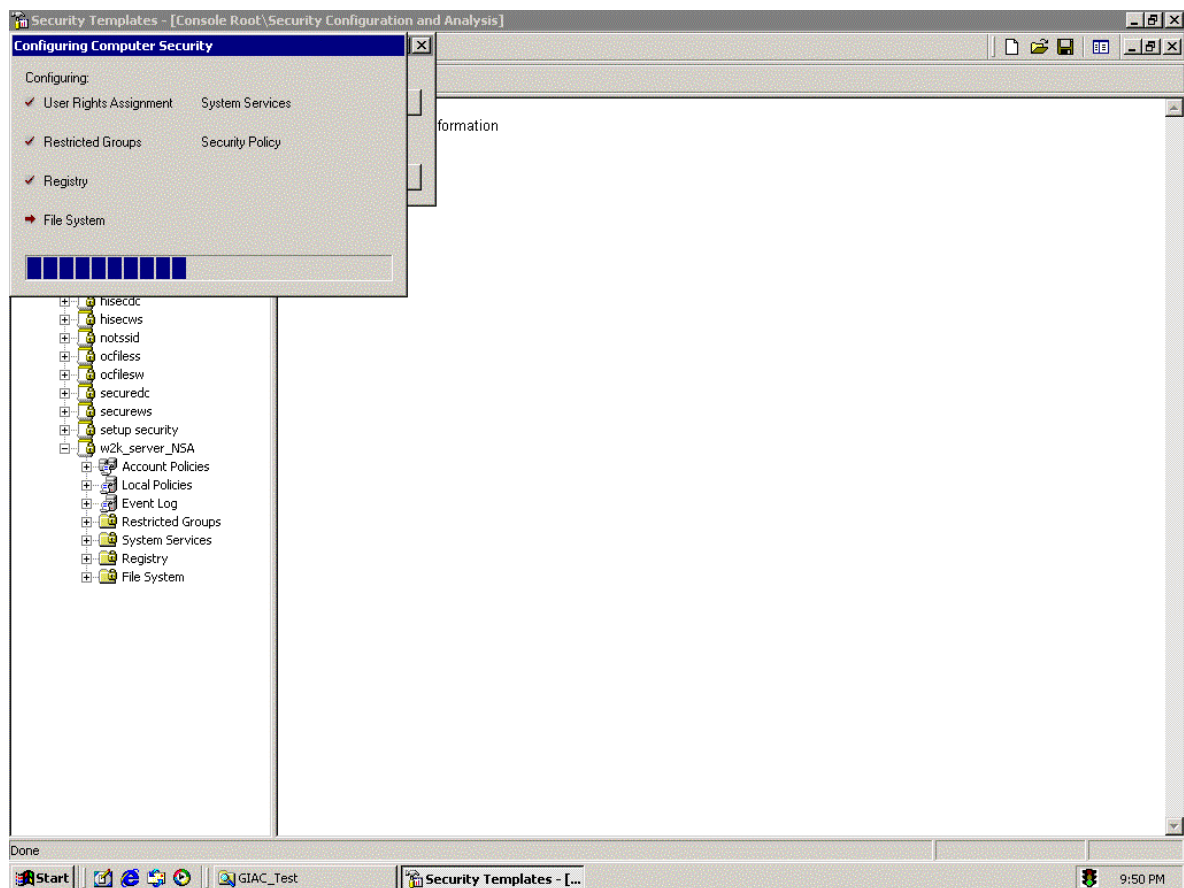 Security Templates - [Console Root\Security Configuration and Analysis]
Configuring Computer Security
Configuring:
User Rights Assignment System Services
Restricted Groups Security Policy
Registry
File System
formation
hisecdc
hisecws
notssid
ocfiless
ocfilesw
securedc
securews
setup security
w2k_server_NSA
Account Policies
Local Policies
Event Log
Restricted Groups
System Services
Registry
File System
Done
Start GIAC_Test Security Templates - [... 9:50 PM